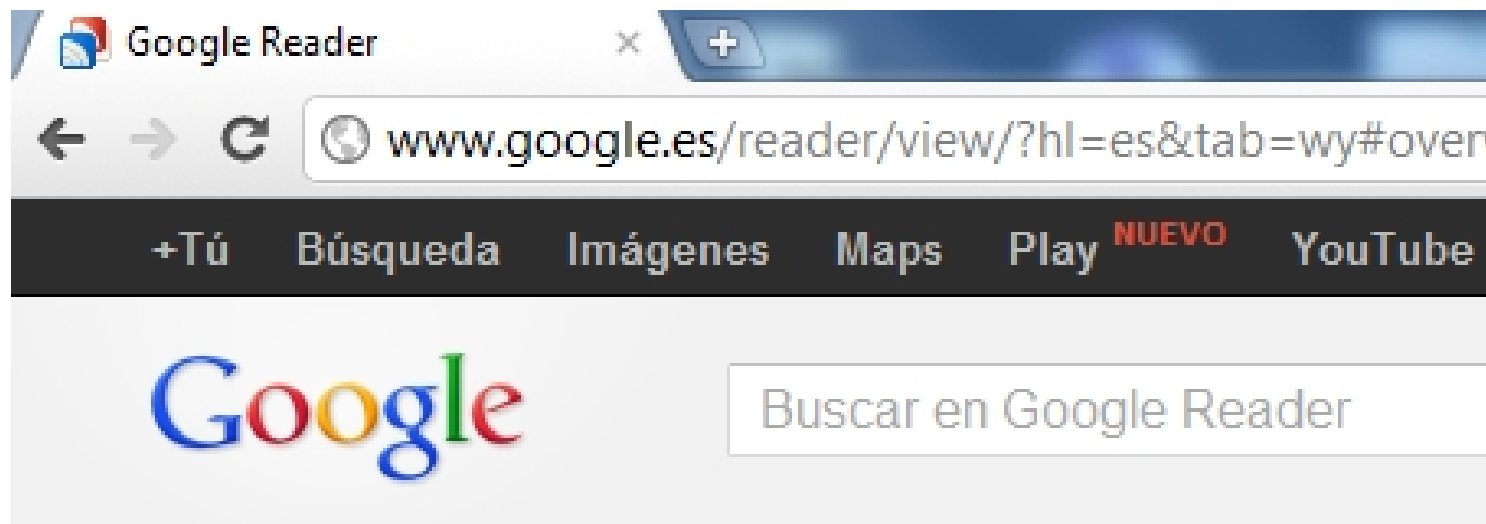 Google Reader
www.google.es/reader/view/?hl=es&tab=wy#over
+Tú Búsqueda Imágenes Maps Play NUEVO YouTube
Google Buscar en Google Reader